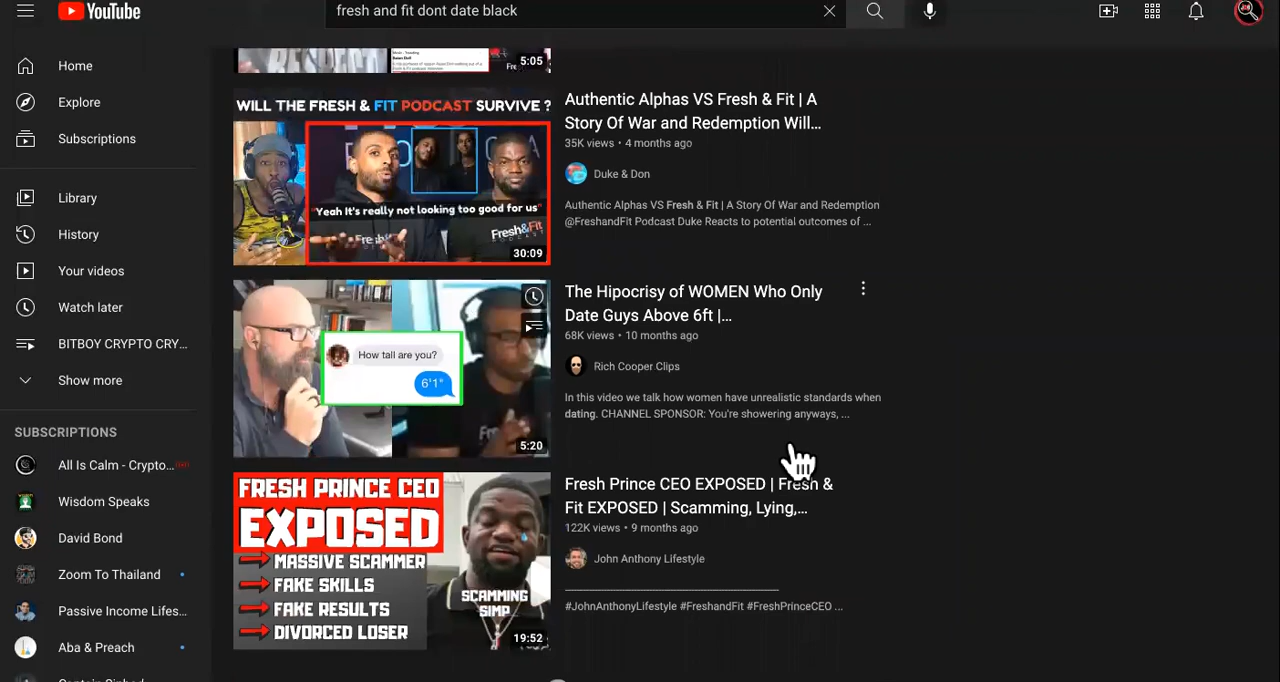 YouTube
fresh and fit dont date black
Home
Explore
Subscriptions
Library
History
Your videos
Watch later
BITBOY CRYPTO CRY...
Show more
SUBSCRIPTIONS
All Is Calm - Crypto...
Wisdom Speaks
David Bond
Zoom To Thailand
Passive Income Lifes...
Aba & Preach
5:05
WILL THE FRESH & FIT PODCAST SURVIVE ?
"Yeah It's really not looking too good for us"
Fresh&Fit
30:09
Authentic Alphas VS Fresh & Fit | A
Story Of War and Redemption Will...
35K views • 4 months ago
Duke & Don
Authentic Alphas VS Fresh & Fit | A Story Of War and Redemption
@FreshandFit Podcast Duke Reacts to potential outcomes of ...
How tall are you?
6'1"
5:20
The Hipocrisy of WOMEN Who Only
Date Guys Above 6ft |...
68K views • 10 months ago
Rich Cooper Clips
In this video we talk how women have unrealistic standards when
dating. CHANNEL SPONSOR: You're showering anyways, ...
FRESH PRINCE CEO
EXPOSED
MASSIVE SCAMMER
FAKE SKILLS
FAKE RESULTS
DIVORCED LOSER
SCAMMING
SIMP
19:52
Fresh Prince CEO EXPOSED | Fresh &
Fit EXPOSED | Scamming, Lying,...
122K views • 9 months ago
John Anthony Lifestyle
#JohnAnthonyLifestyle #FreshandFit #FreshPrinceCEO ...